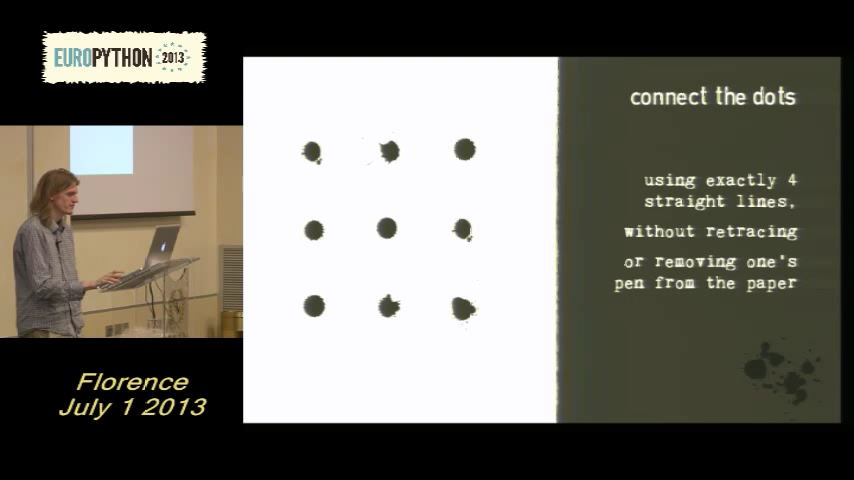 EUROPYTHON 2013
connect the dots
using exactly 4
straight lines,
without retracing
or removing one's
pen from the paper
Florence
July 1 2013